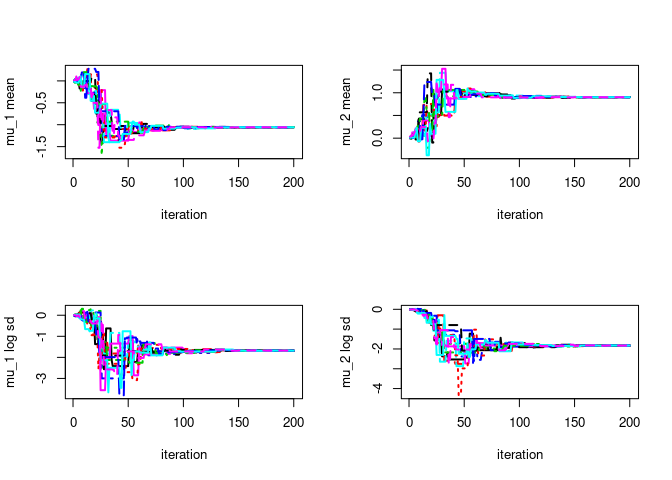 mu_1 mean
-0.5
-1.5
0 50 100 150 200
iteration
mu_2 mean
1.0
0.0
0 50 100 150 200
iteration
mu_1 log sd
0
-1
-3
0 50 100 150 200
iteration
mu_2 log sd
0
-2
-4
0 50 100 150 200
iteration